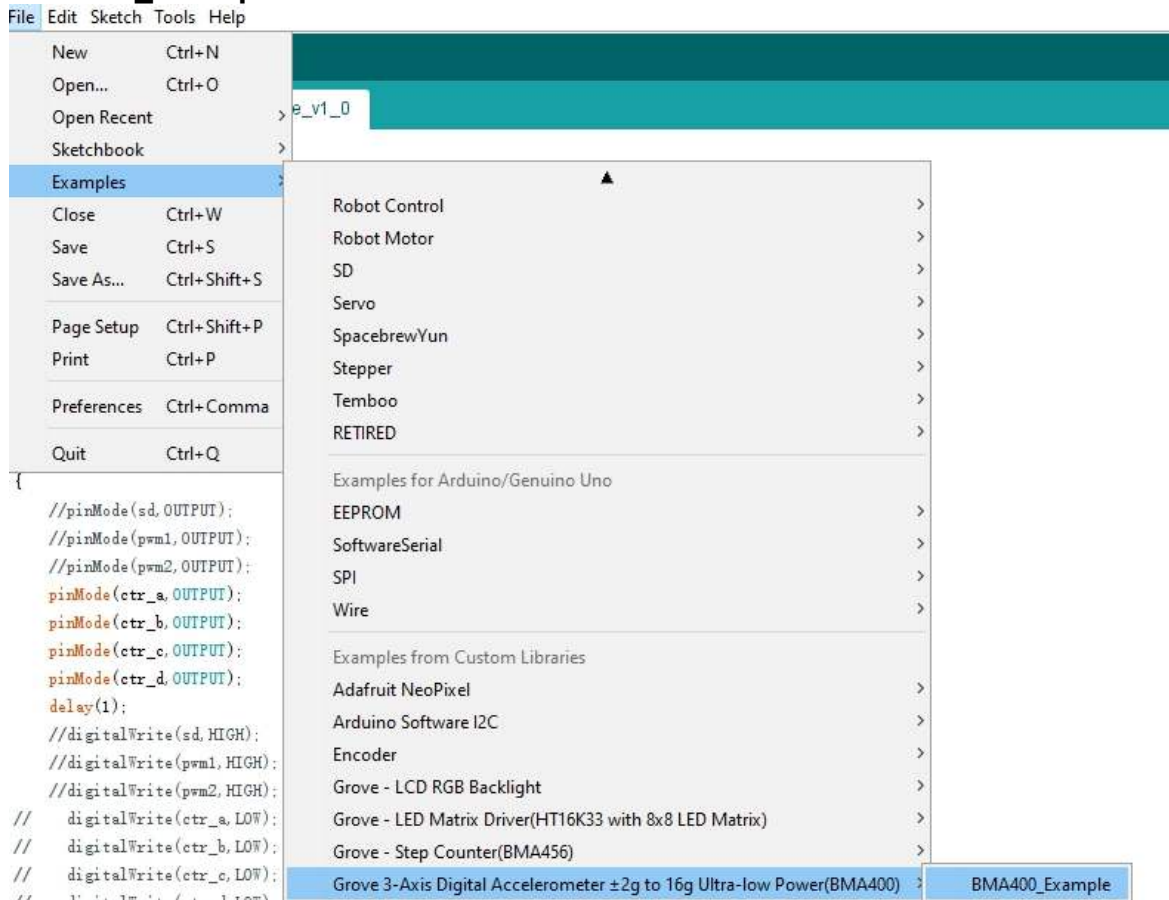 File Edit Sketch Tools Help
New Ctrl+N
Open... Ctrl+O
Open Recent
Sketchbook
Examples
Close Ctrl+W
Save Ctrl+S
Save As... Ctrl+Shift+S
Page Setup Ctrl+Shift+P
Print Ctrl+P
Preferences Ctrl+Comma
Quit Ctrl+Q
e_v1_0
Robot Control
Robot Motor
SD
Servo
SpacebrewYun
Stepper
Temboo
RETIRED
Examples for Arduino/Genuino Uno
EEPROM
SoftwareSerial
SPI
Wire
Examples from Custom Libraries
Adafruit NeoPixel
Arduino Software I2C
Encoder
Grove - LCD RGB Backlight
Grove - LED Matrix Driver(HT16K33 with 8x8 LED Matrix)
Grove - Step Counter(BMA456)
Grove 3-Axis Digital Accelerometer ±2g to 16g Ultra-low Power(BMA400)
BMA400_Example
{
//pinMode(sd,OUTPUT);
//pinMode(pwm1,OUTPUT);
//pinMode(pwm2,OUTPUT);
pinMode(ctr_a,OUTPUT);
pinMode(ctr_b,OUTPUT);
pinMode(ctr_c,OUTPUT);
pinMode(ctr_d,OUTPUT);
delay(1);
//digitalWrite(sd,HIGH);
//digitalWrite(pwm1,HIGH);
//digitalWrite(pwm2,HIGH);
// digitalWrite(ctr_a,LOW);
// digitalWrite(ctr_b,LOW);
// digitalWrite(ctr_c,LOW);